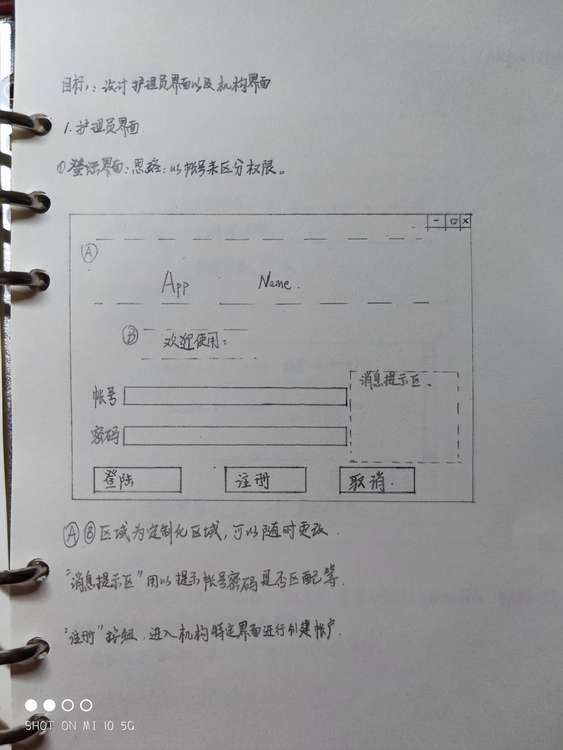 目标：设计护理员界面以及机构界面
1.护理员界面
①登陆界面：思路：以帐号来区分权限。
- □ ×
Ⓐ
App Name.
Ⓑ 欢迎使用：
消息提示区、
帐号
密码
登陆 注册 取消.
Ⓐ Ⓑ 区域为定制化区域，可以随时更改.
“消息提示区”用以提示帐号密码是否匹配等.
“注册”按钮，进入机构特定界面进行创建帐户.
SHOT ON MI 10 5G